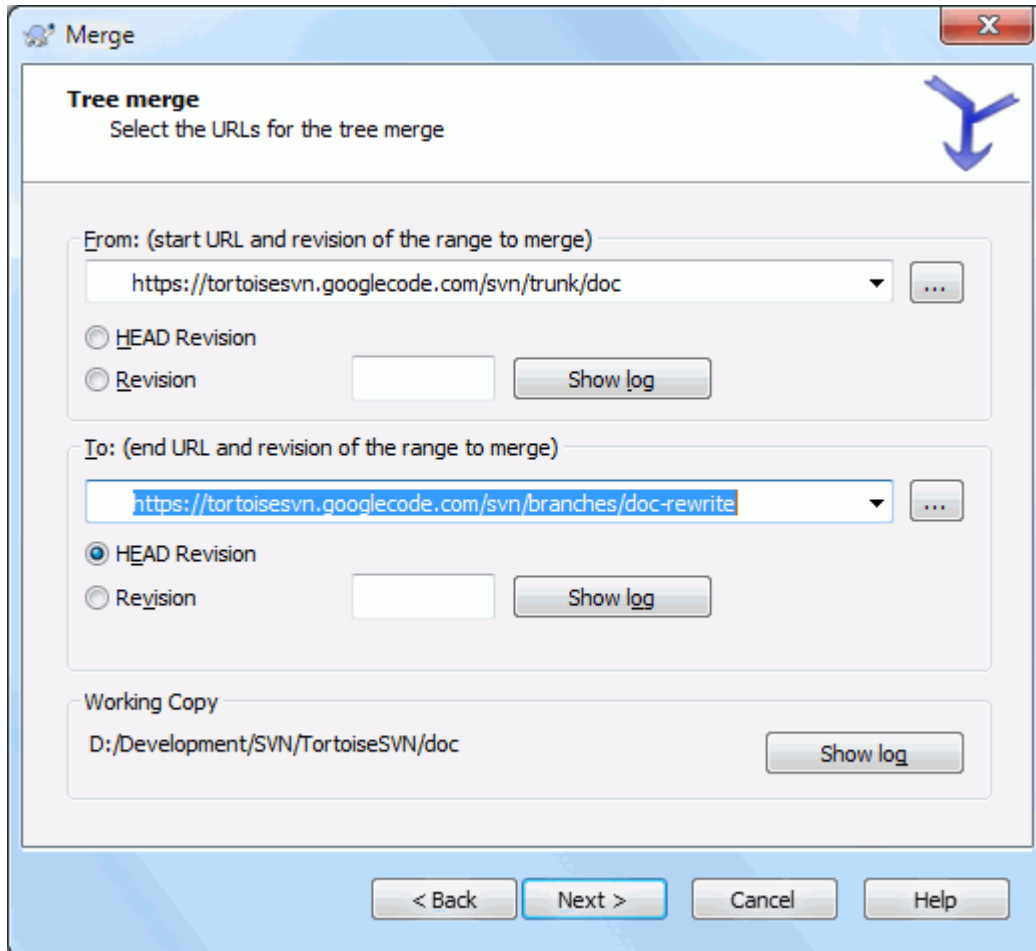 Merge
Tree merge
Select the URLs for the tree merge
From: (start URL and revision of the range to merge)
https://tortoisesvn.googlecode.com/svn/trunk/doc
...
HEAD Revision
Revision
Show log
To: (end URL and revision of the range to merge)
https://tortoisesvn.googlecode.com/svn/branches/doc-rewrite
...
HEAD Revision
Revision
Show log
Working Copy
D:/Development/SVN/TortoiseSVN/doc
Show log
< Back
Next >
Cancel
Help